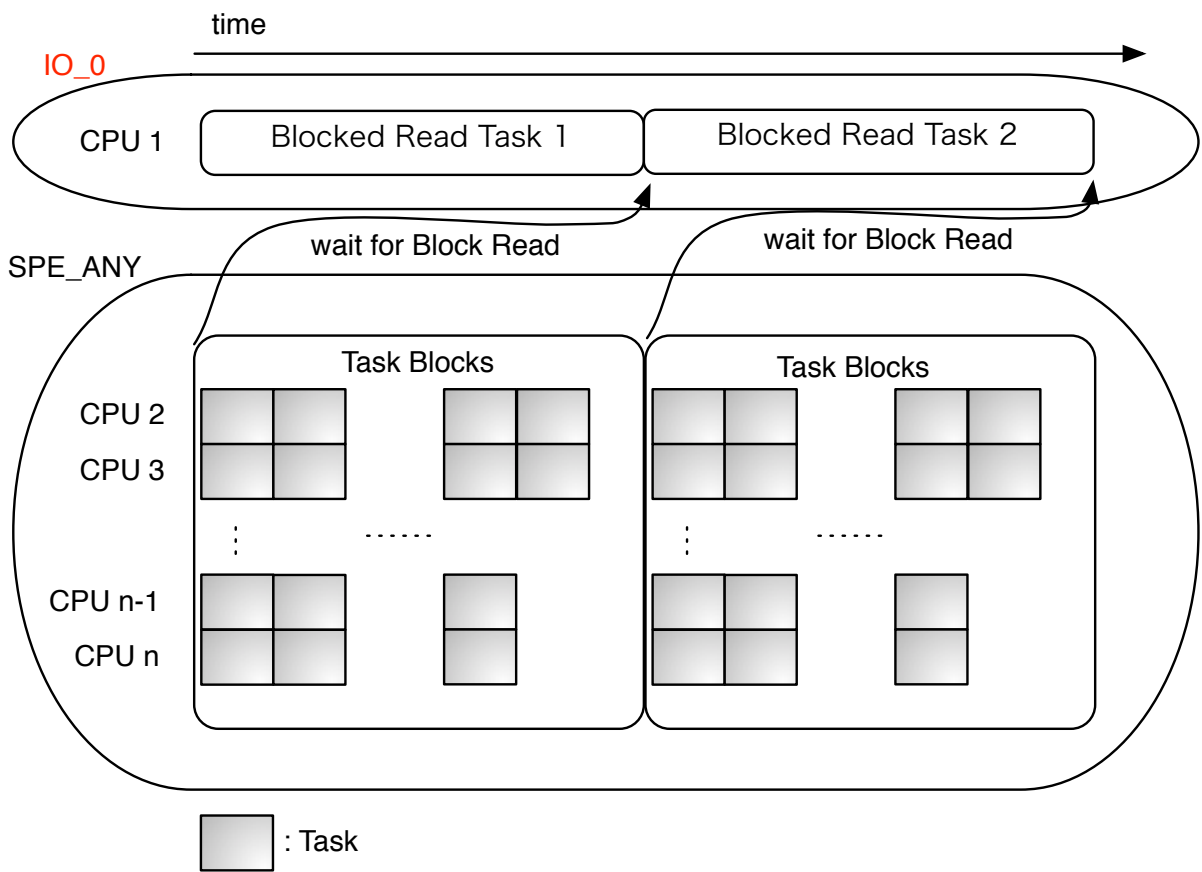 time
IO_0
CPU 1
Blocked Read Task 1
Blocked Read Task 2
wait for Block Read
wait for Block Read
SPE_ANY
Task Blocks
Task Blocks
CPU 2
CPU 3
CPU n-1
CPU n
: Task